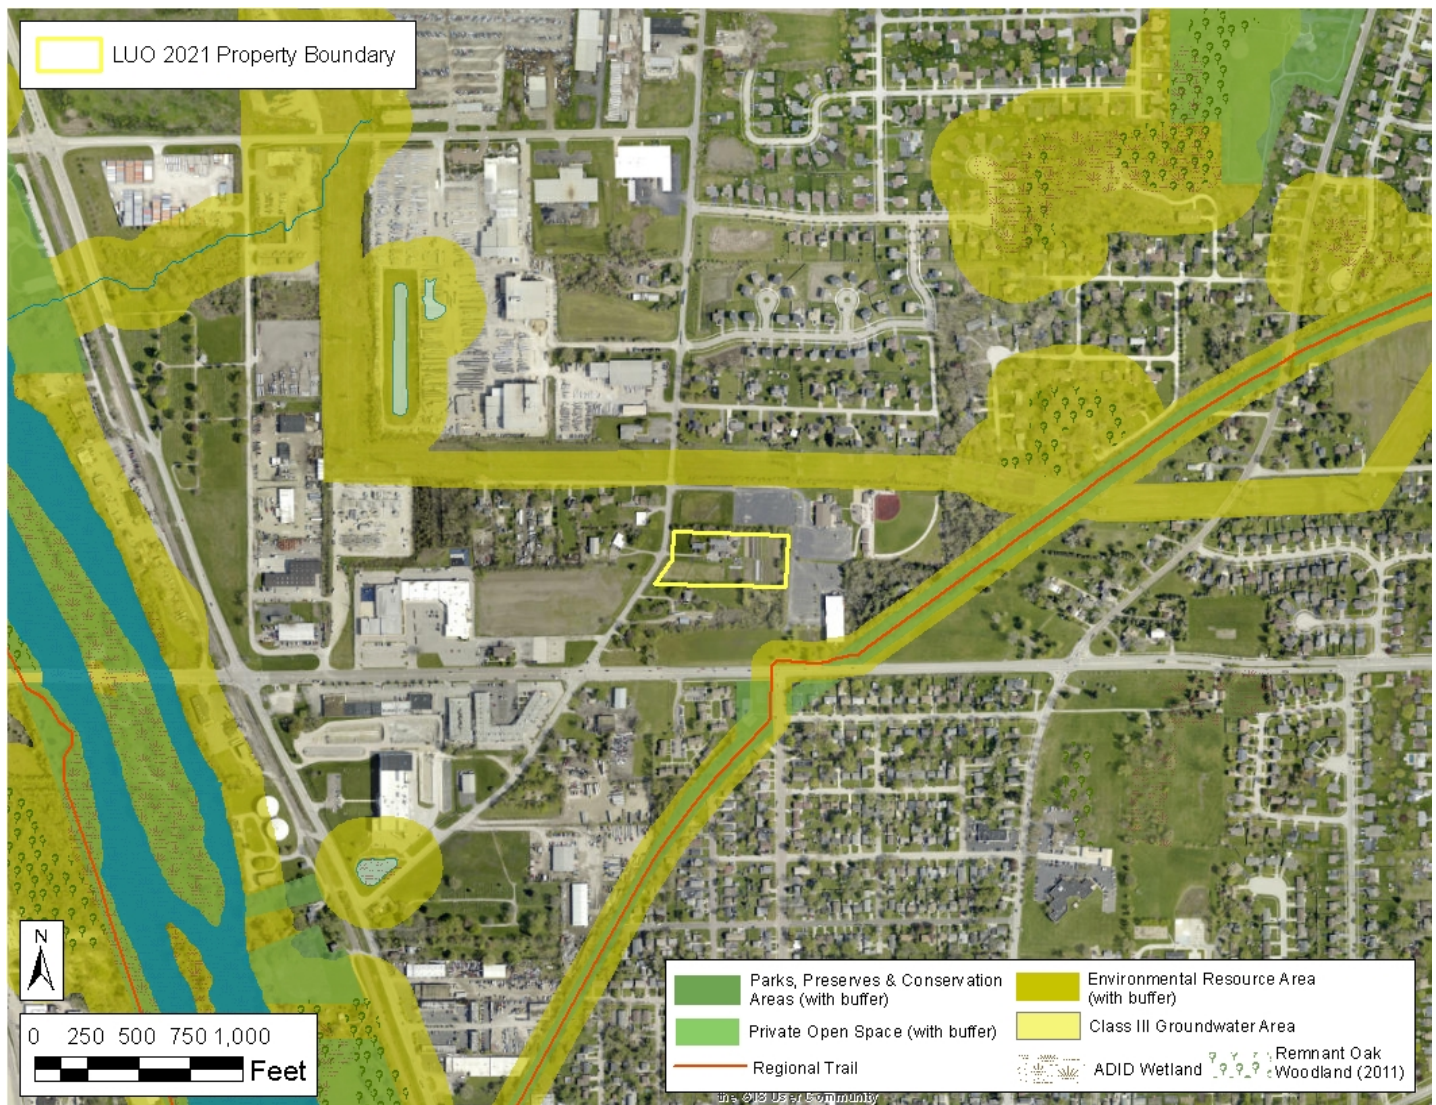 LUO 2021 Property Boundary
N
0 250 500 750 1,000
Feet
Parks, Preserves & Conservation
Areas (with buffer)
Private Open Space (with buffer)
Regional Trail
Environmental Resource Area
(with buffer)
Class III Groundwater Area
ADID Wetland
Remnant Oak
Woodland (2011)
the GIS User Community